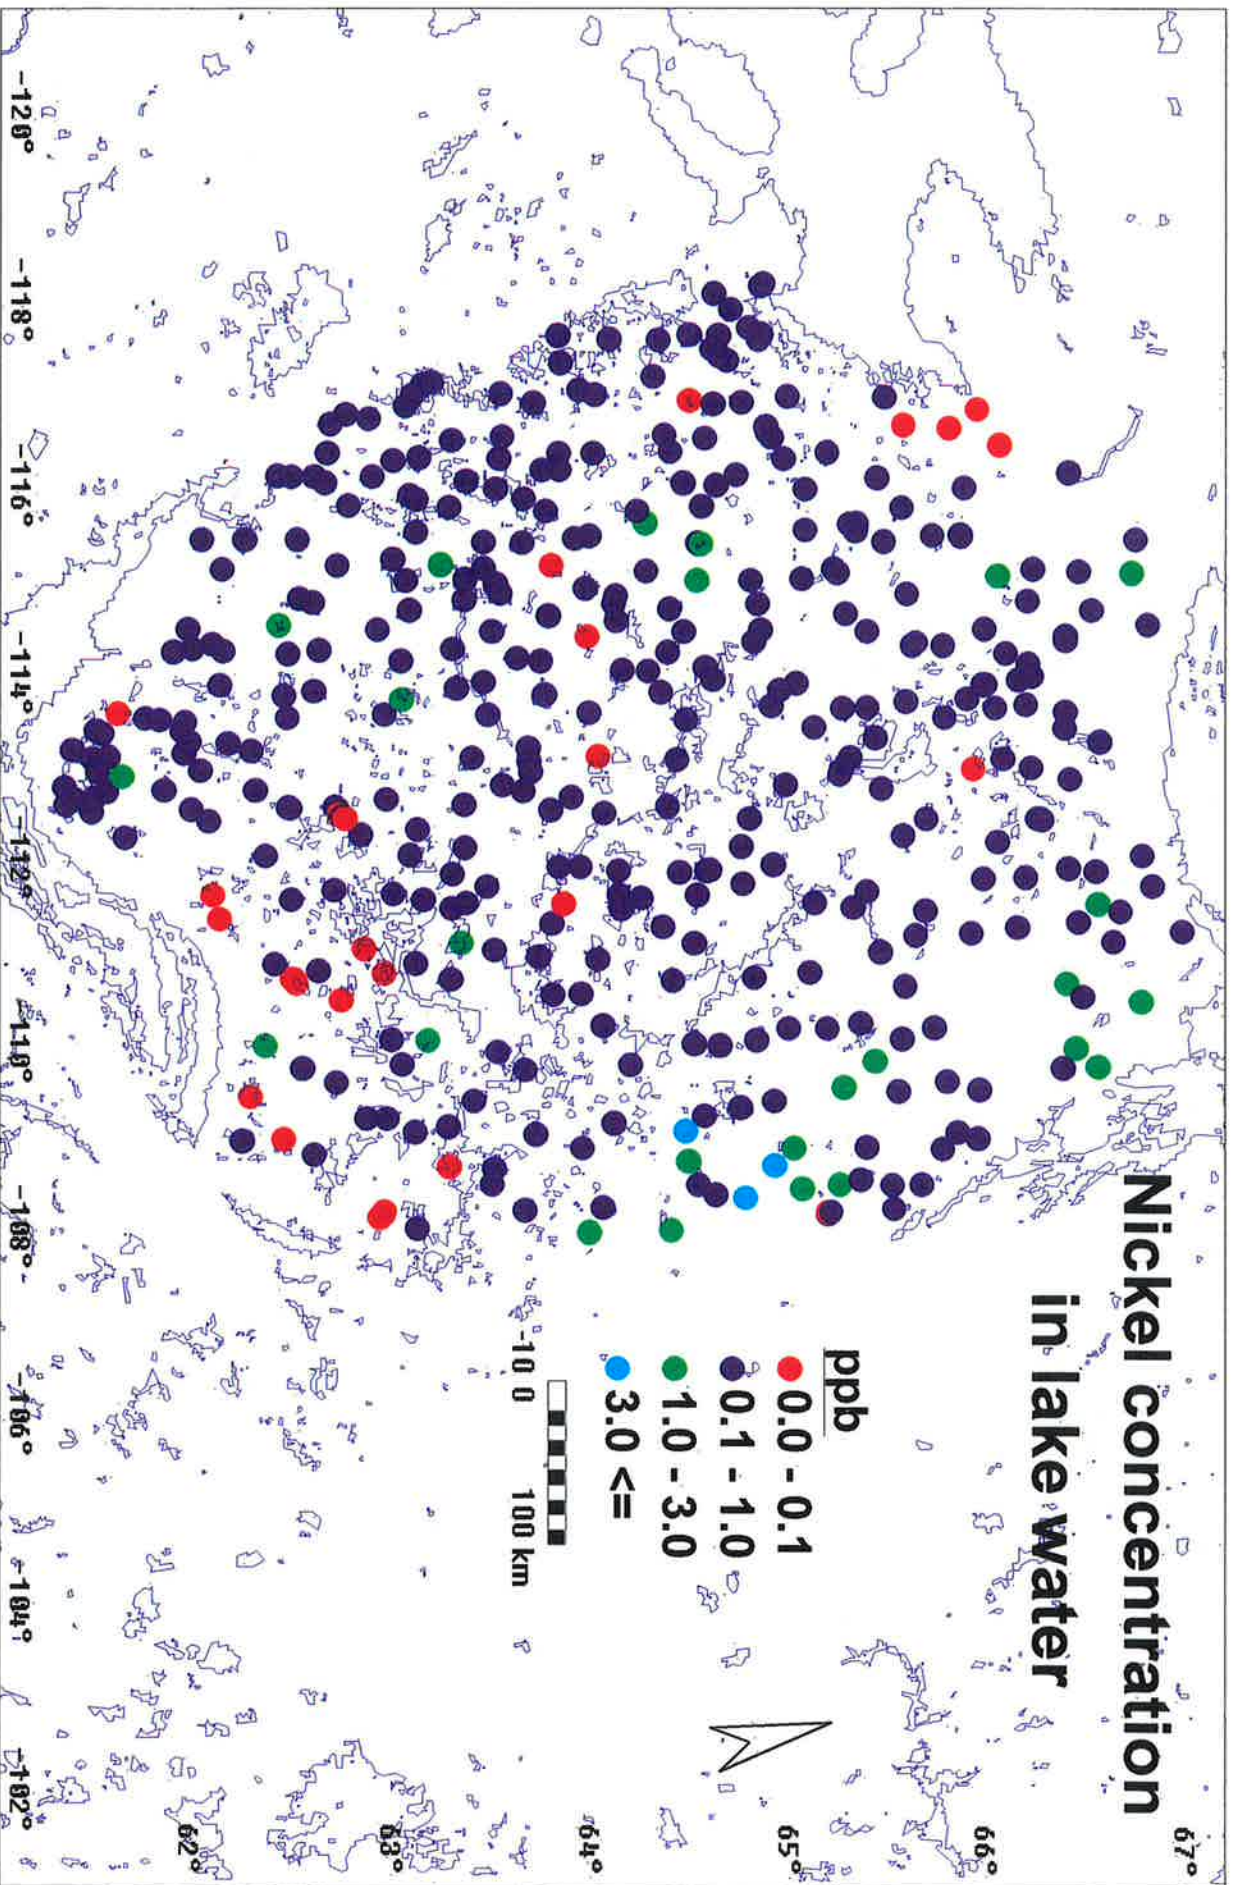 Nickel concentration
in lake water
ppb
0.0 - 0.1
0.1 - 1.0
1.0 - 3.0
3.0 <=
-10 0 100 km
67°
66°
65°
64°
63°
62°
-120° -118° -116° -114° -112° -110° -108° -106° -104° -102°